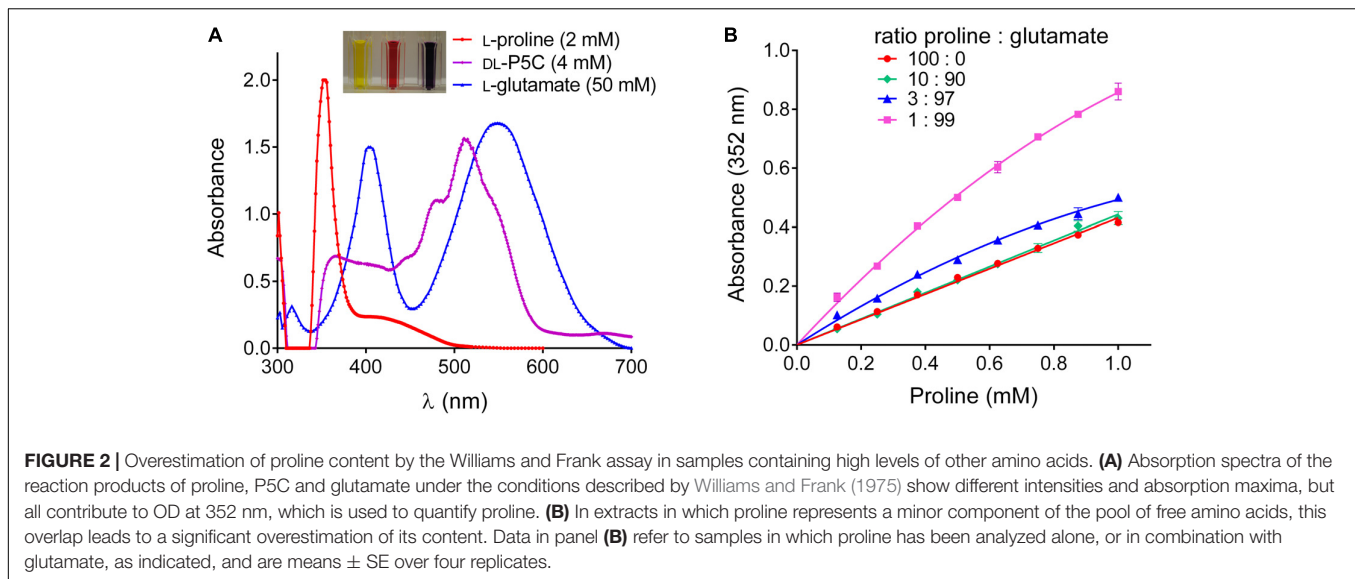 A
L-proline (2 mM)
DL-P5C (4 mM)
L-glutamate (50 mM)
2.0
1.5
1.0
0.5
0.0
Absorbance
300 400 500 600 700
λ (nm)
B
ratio proline : glutamate
100 : 0
10 : 90
3 : 97
1 : 99
1.0
0.8
0.6
0.4
0.2
0.0
Absorbance (352 nm)
0.0 0.2 0.4 0.6 0.8 1.0
Proline (mM)
FIGURE 2 | Overestimation of proline content by the Williams and Frank assay in samples containing high levels of other amino acids. (A) Absorption spectra of the
reaction products of proline, P5C and glutamate under the conditions described by Williams and Frank (1975) show different intensities and absorption maxima, but
all contribute to OD at 352 nm, which is used to quantify proline. (B) In extracts in which proline represents a minor component of the pool of free amino acids, this
overlap leads to a significant overestimation of its content. Data in panel (B) refer to samples in which proline has been analyzed alone, or in combination with
glutamate, as indicated, and are means ± SE over four replicates.